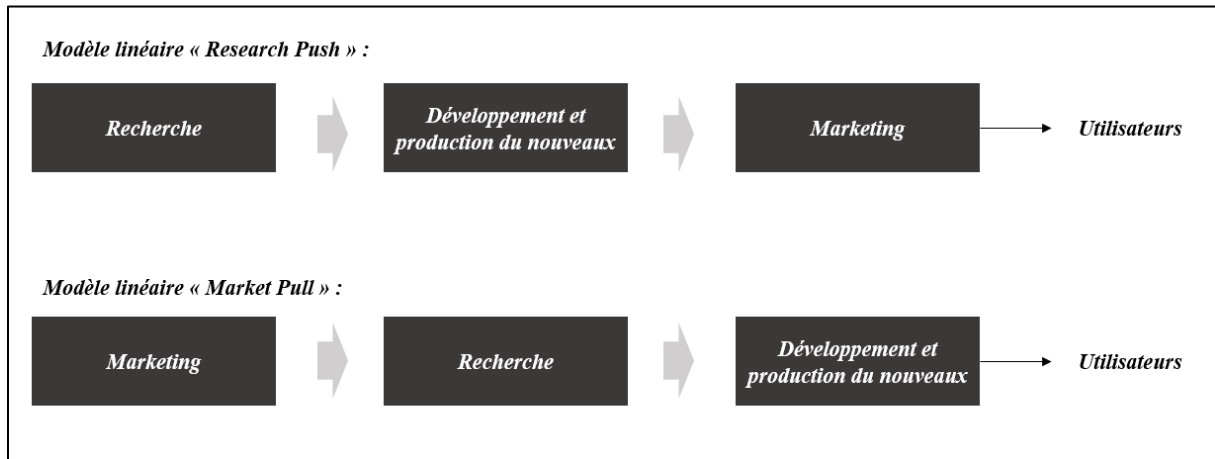 Modèle linéaire « Research Push » :
Recherche
Développement et
production du nouveaux
Marketing
Utilisateurs
Modèle linéaire « Market Pull » :
Marketing
Recherche
Développement et
production du nouveaux
Utilisateurs